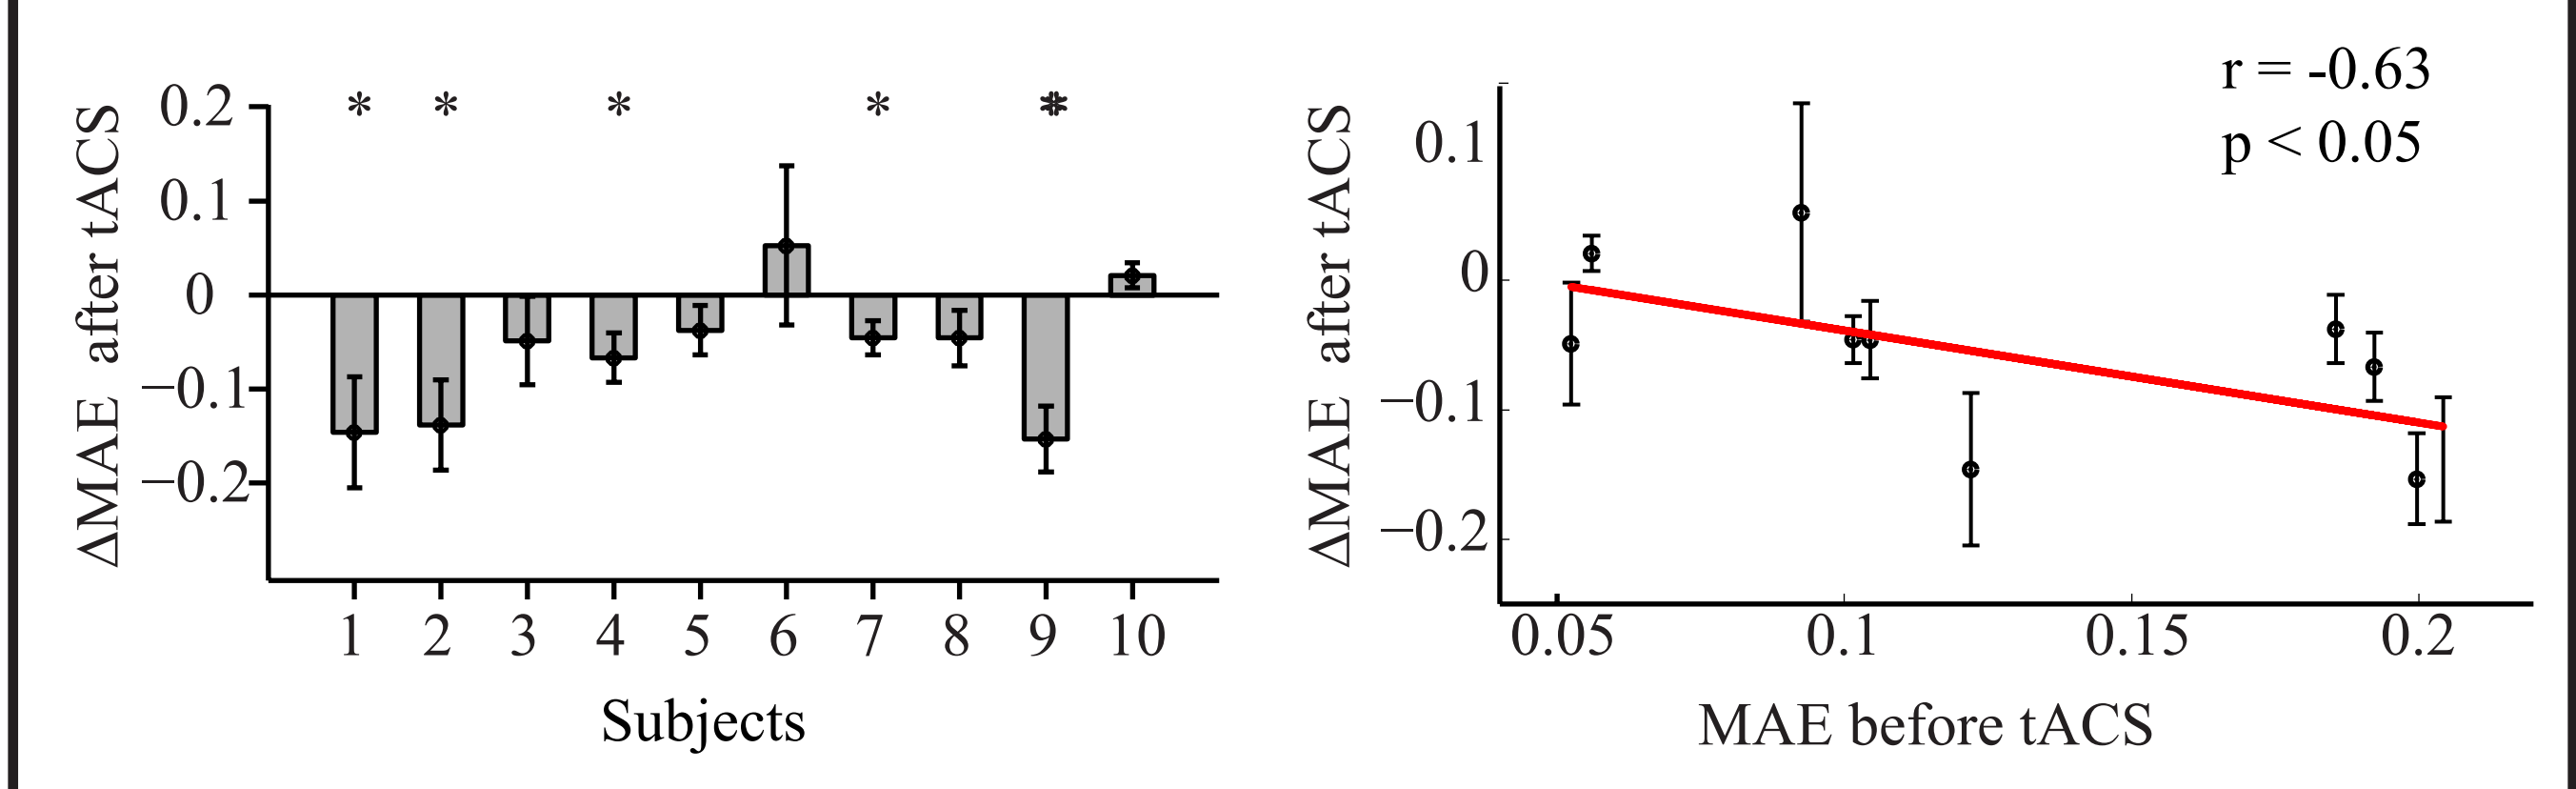 ΔMAE after tACS
0.2
0.1
0
−0.1
−0.2
* * * * *
1 2 3 4 5 6 7 8 9 10
Subjects
ΔMAE after tACS
0.1
0
−0.1
−0.2
r = -0.63
p < 0.05
0.05 0.1 0.15 0.2
MAE before tACS